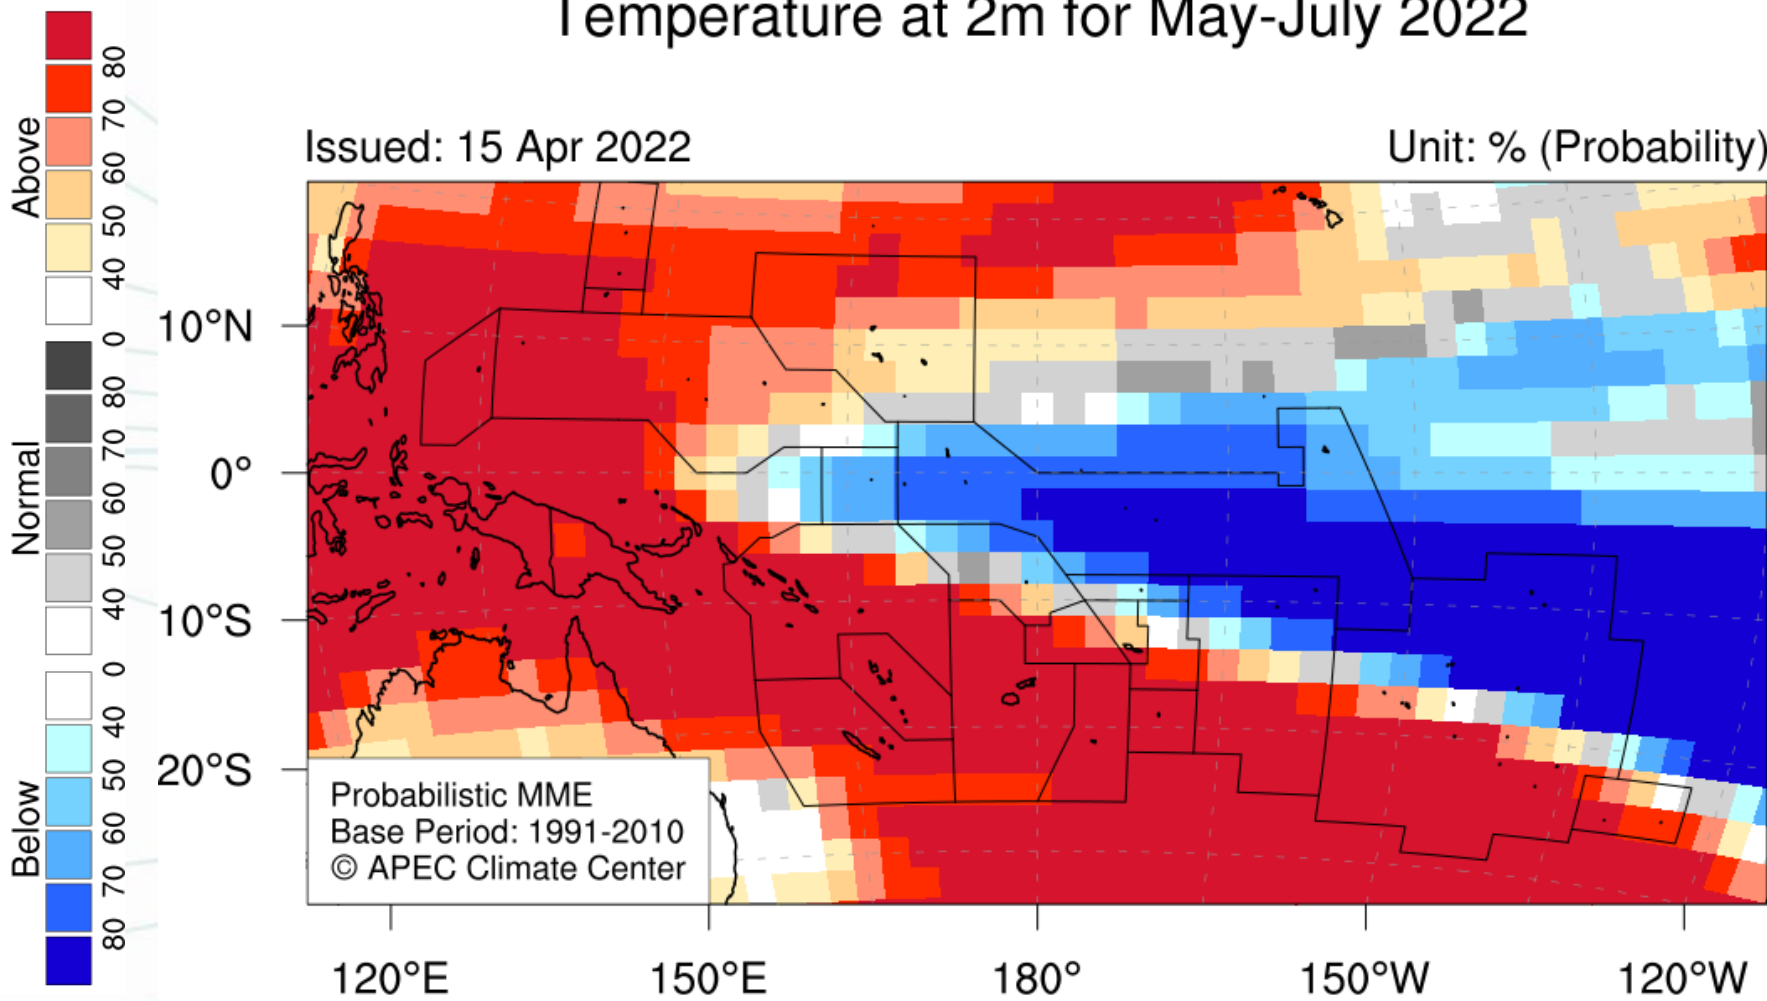 Temperature at 2m for May-July 2022
Issued: 15 Apr 2022
Unit: % (Probability)
Above
80
70
60
50
40
0
Normal
80
70
60
50
40
0
Below
40
50
60
70
80
10°N
0°
10°S
20°S
Probabilistic MME
Base Period: 1991-2010
© APEC Climate Center
120°E
150°E
180°
150°W
120°W